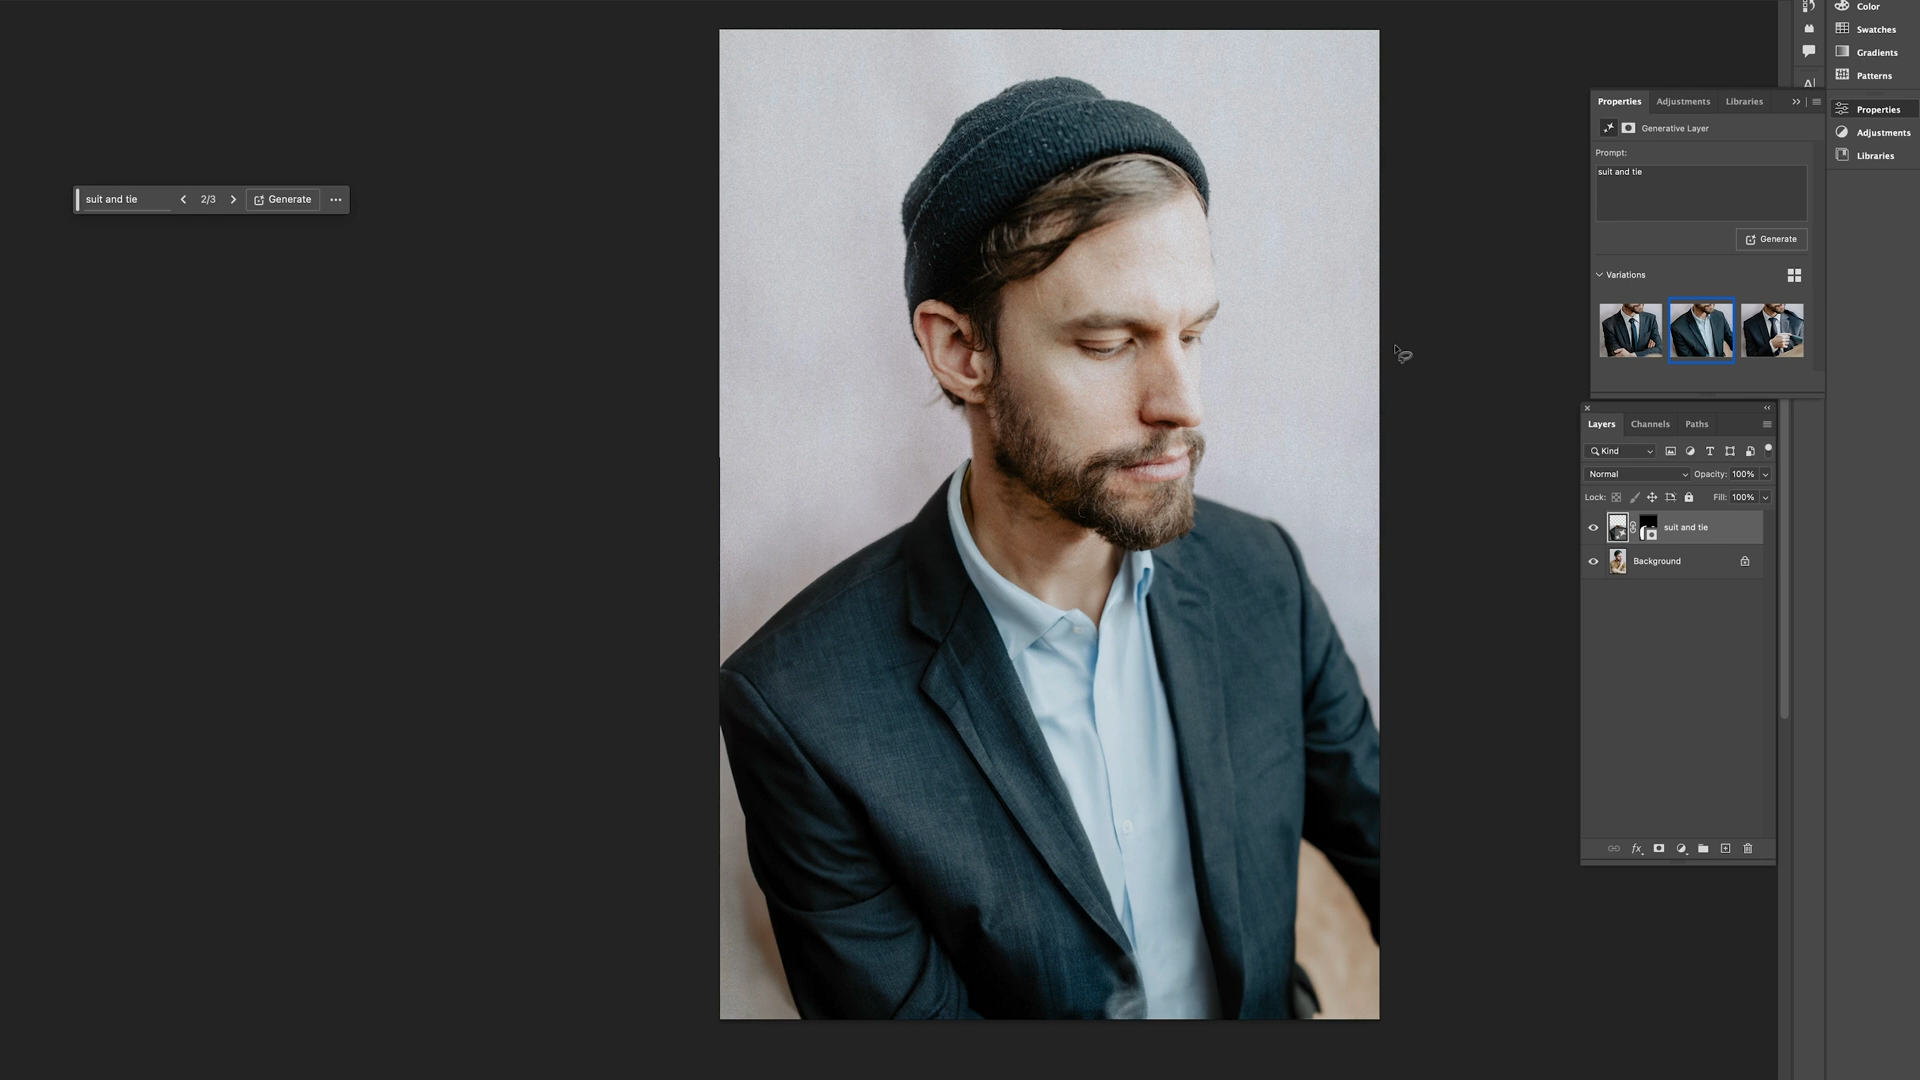 Color
Swatches
Gradients
Patterns
Properties
Adjustments
Libraries
suit and tie
2/3
Generate
Properties Adjustments Libraries
Generative Layer
Prompt:
suit and tie
Generate
Variations
Layers Channels Paths
Kind
Normal Opacity: 100%
Lock: Fill: 100%
suit and tie
Background
fx